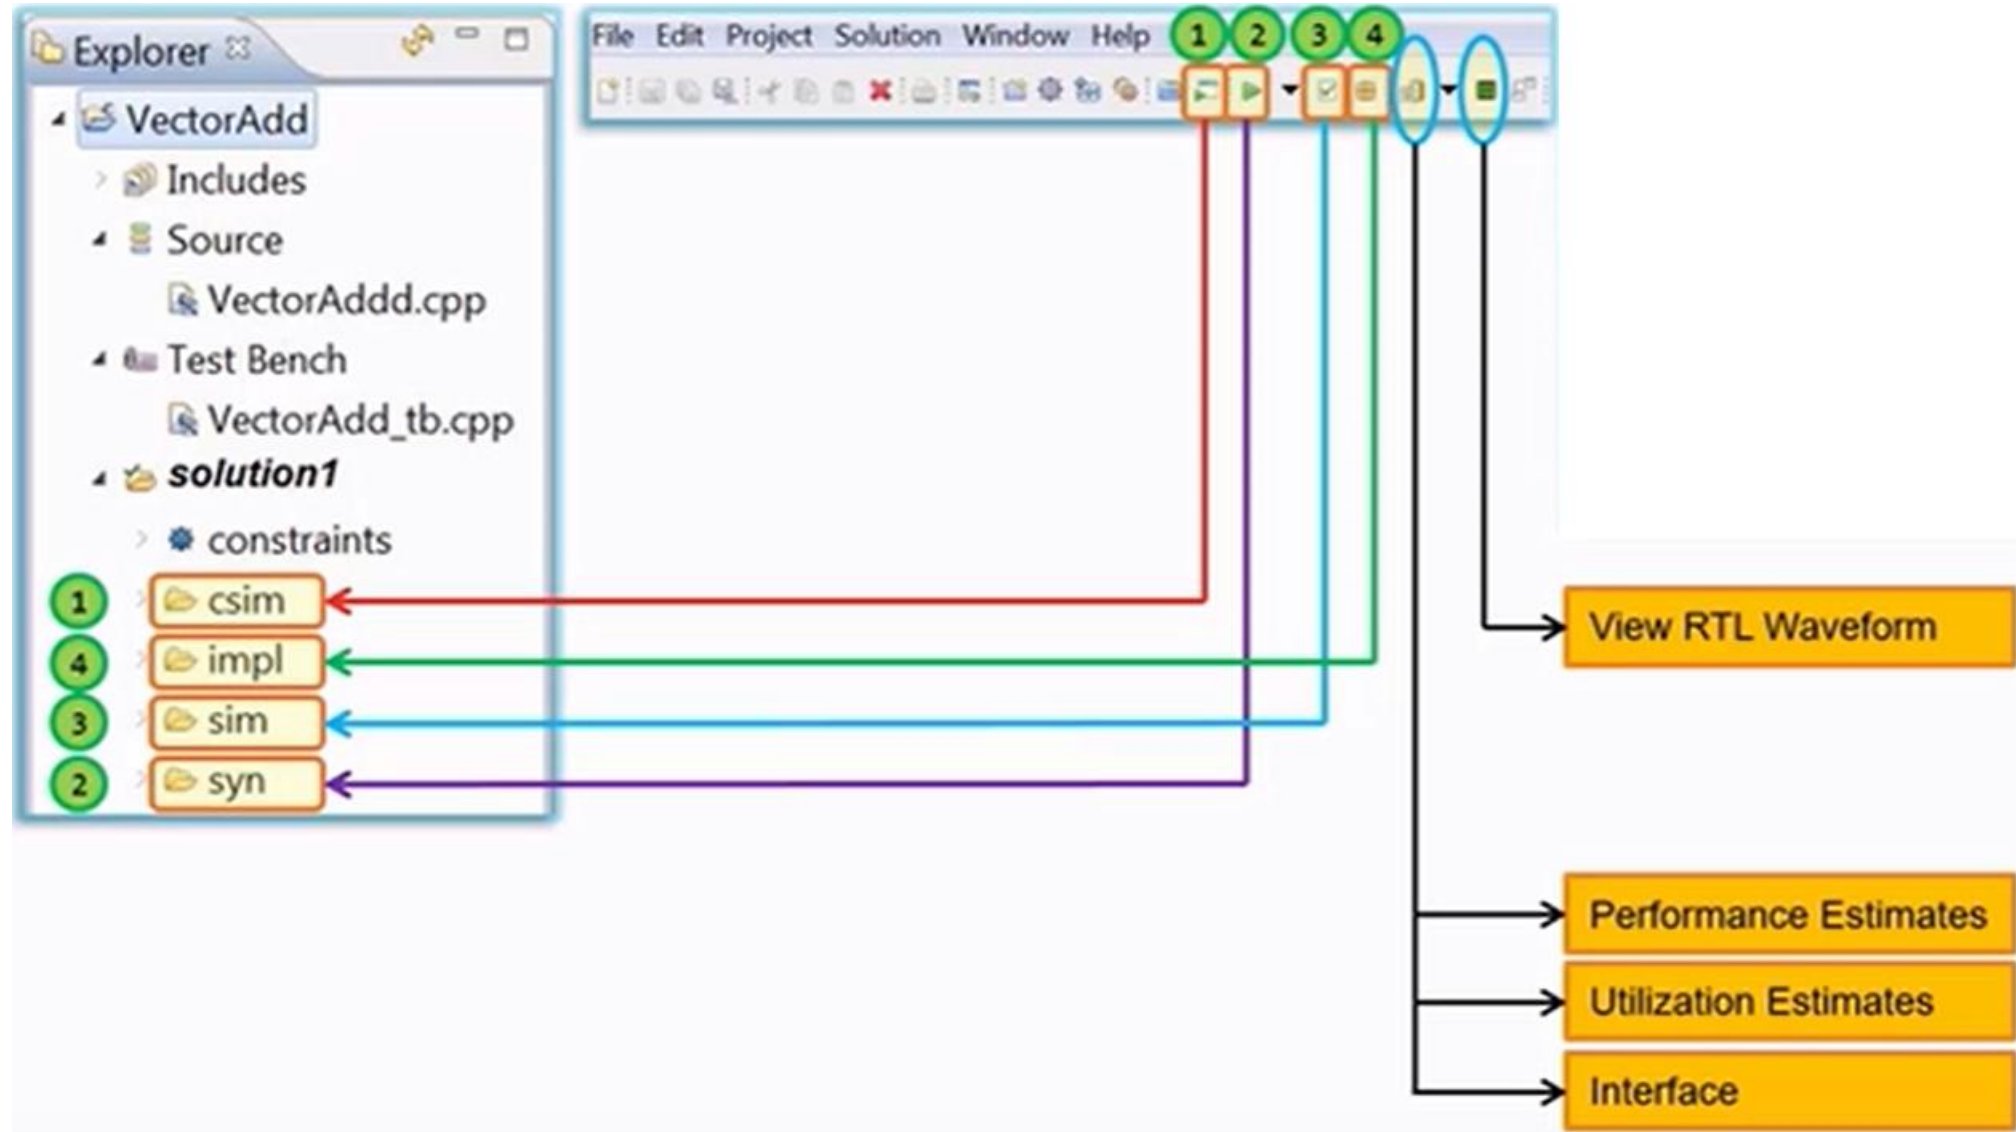 Explorer
VectorAdd
Includes
Source
VectorAddd.cpp
Test Bench
VectorAdd_tb.cpp
solution1
constraints
1 csim
4 impl
3 sim
2 syn
File Edit Project Solution Window Help 1 2 3 4
View RTL Waveform
Performance Estimates
Utilization Estimates
Interface